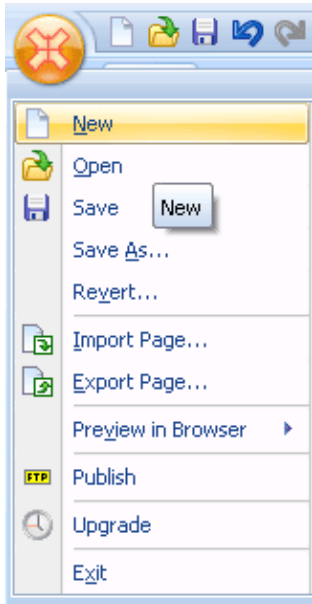 New
Open
Save
New
Save As...
Revert...
Import Page...
Export Page...
Preview in Browser
FTP Publish
Upgrade
Exit